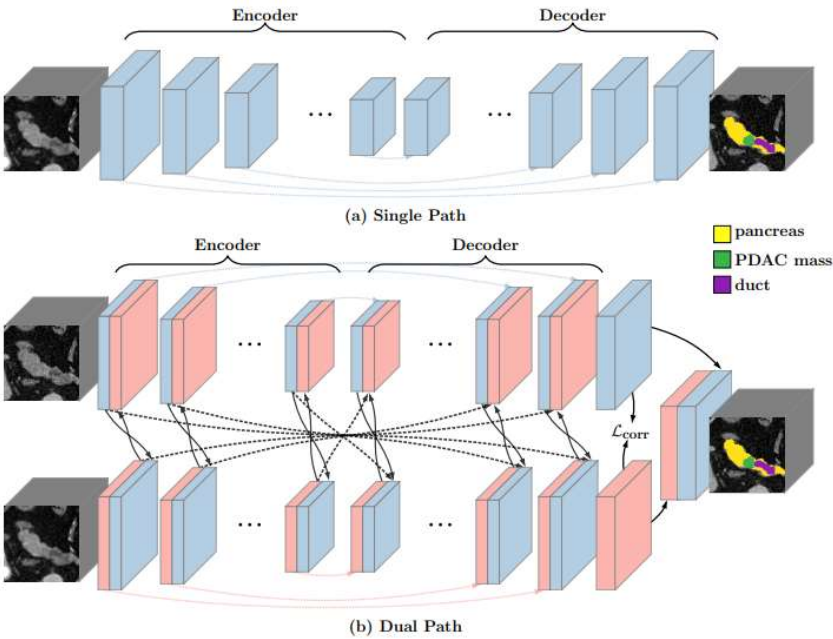 Encoder
Decoder
(a) Single Path
pancreas
PDAC mass
duct
Encoder
Decoder
ℒcorr
(b) Dual Path